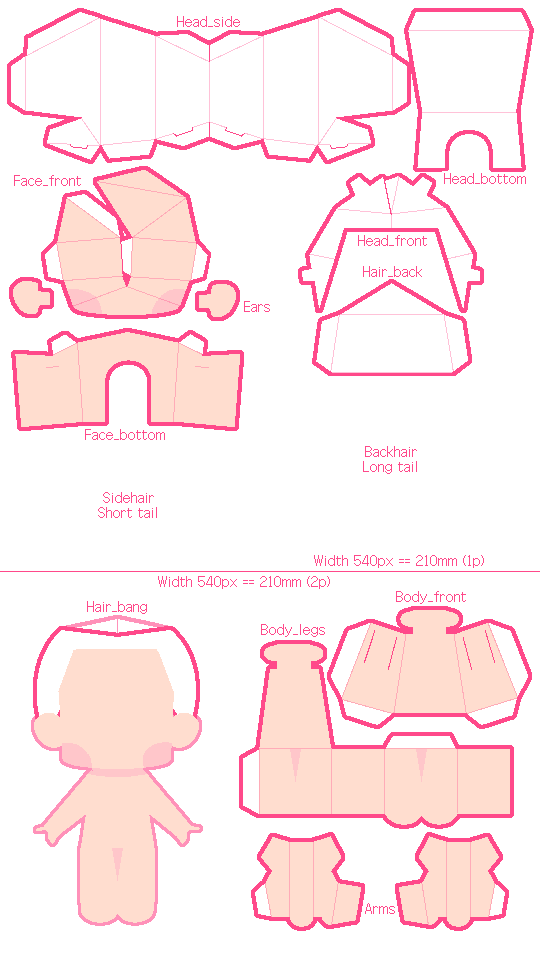 Head_side
Face_front
Head_bottom
Head_front
Hair_back
Ears
Face_bottom
Backhair
Long tail
Sidehair
Short tail
Width 540px == 210mm (1p)
Width 540px == 210mm (2p)
Hair_bang
Body_front
Body_legs
Arms